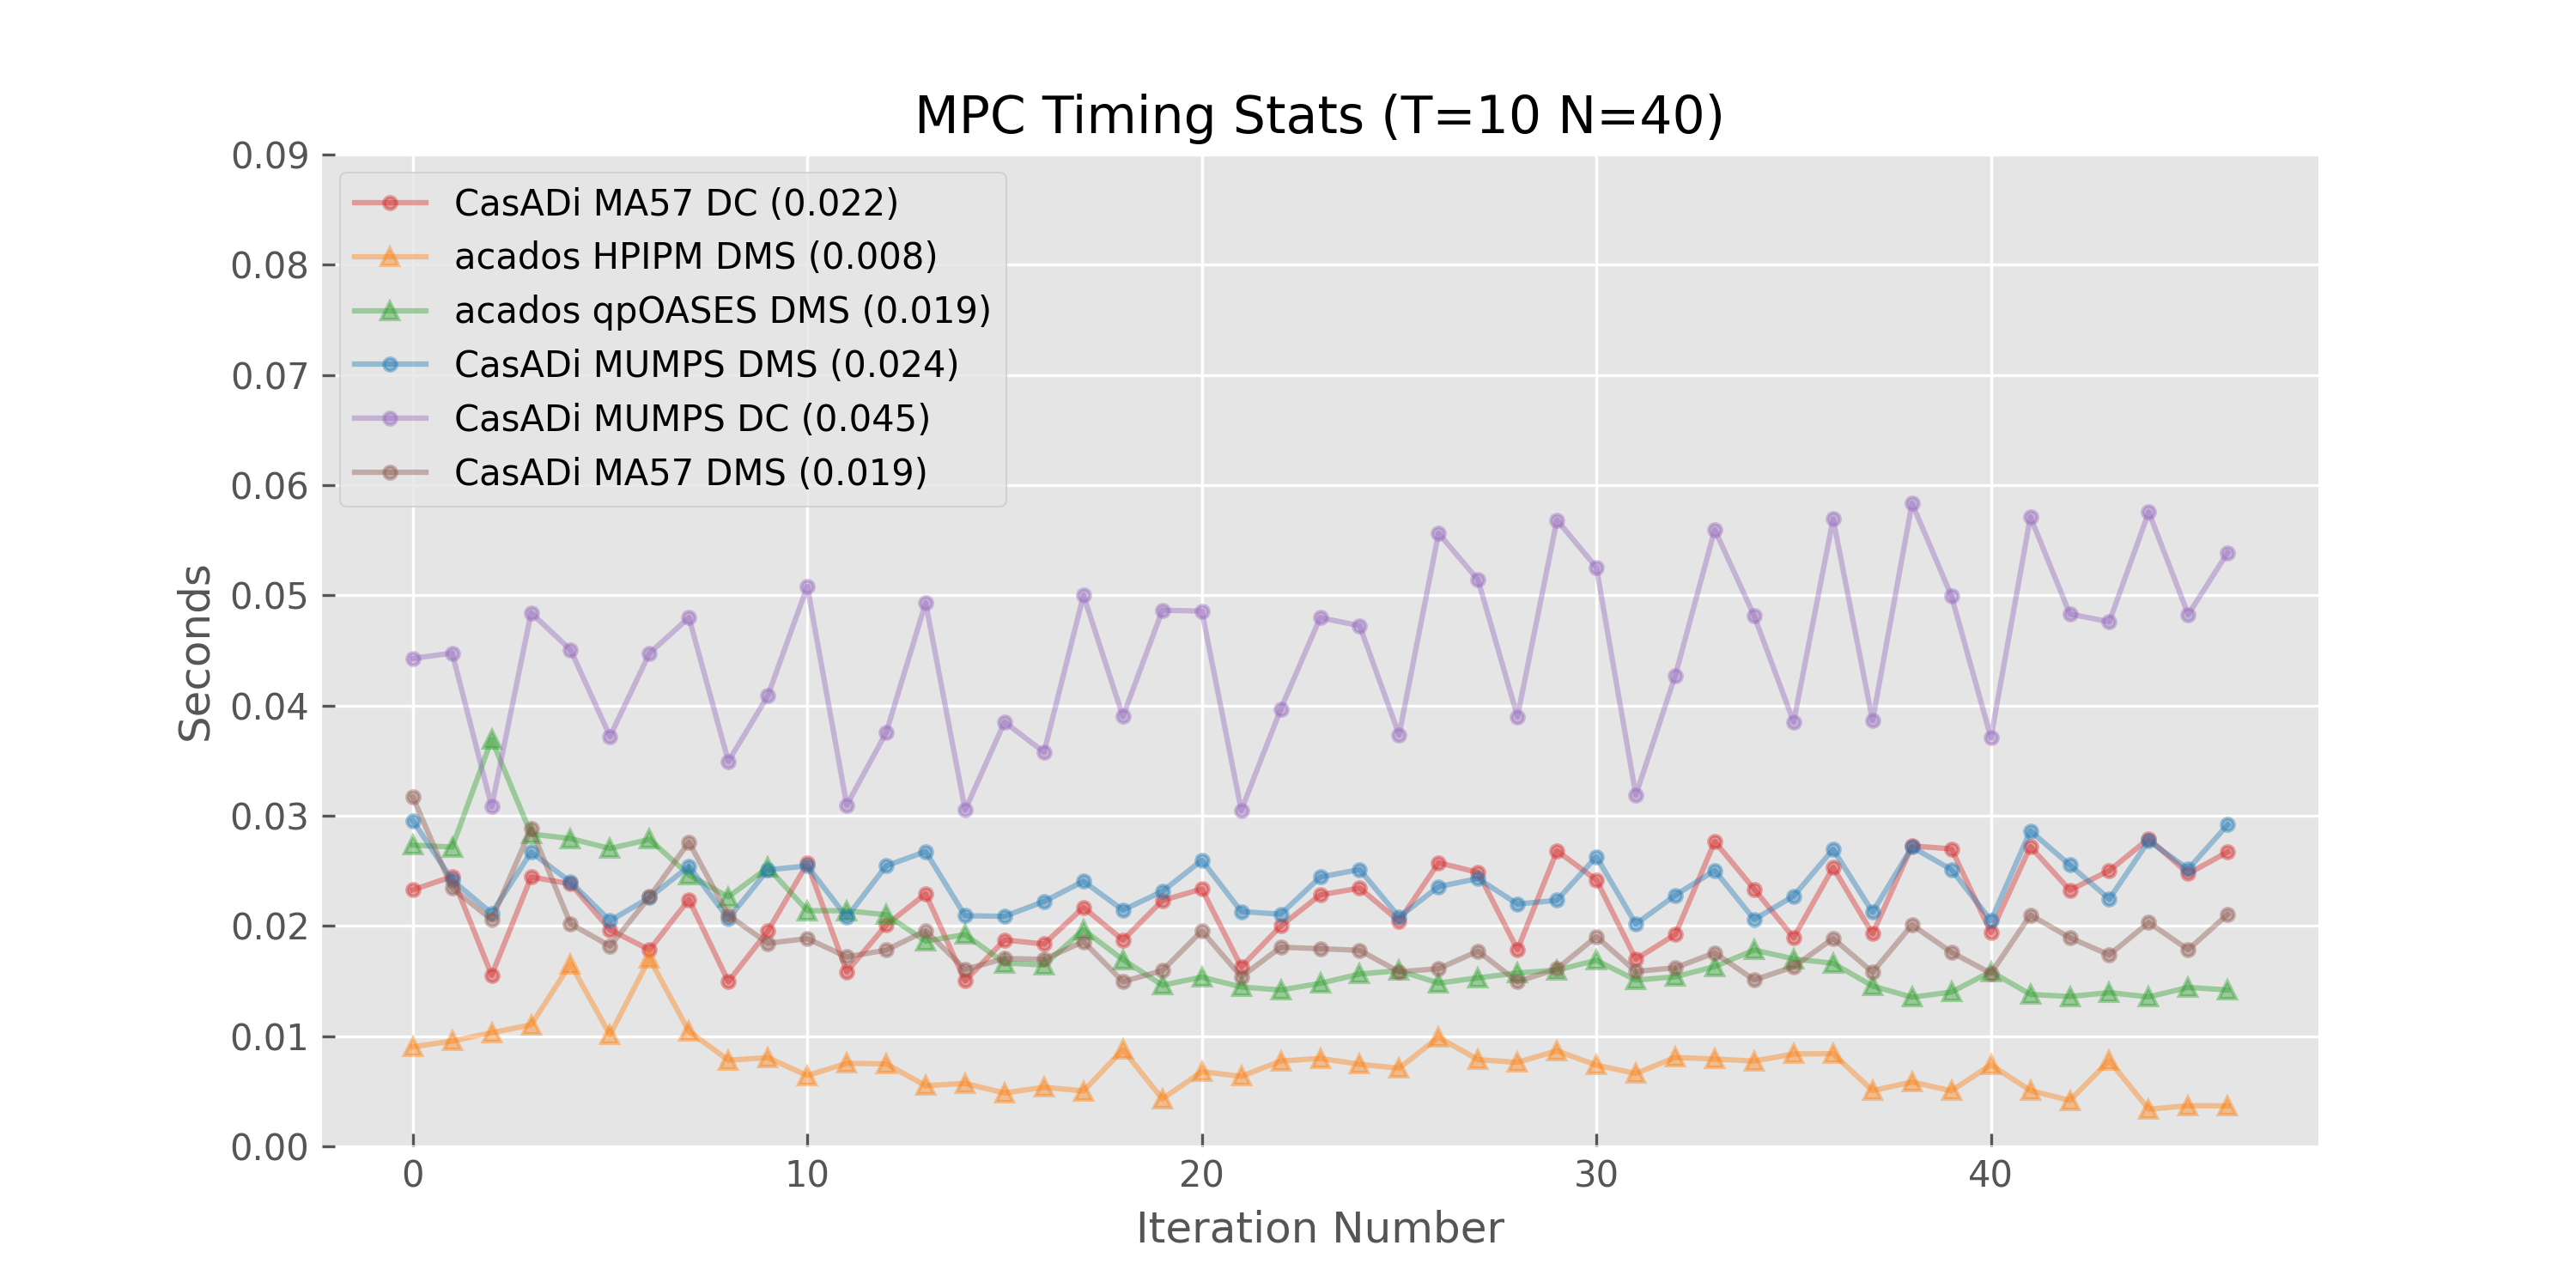 MPC Timing Stats (T=10 N=40)
0.09
0.08
0.07
0.06
0.05
0.04
0.03
0.02
0.01
0.00
Seconds
CasADi MA57 DC (0.022)
acados HPIPM DMS (0.008)
acados qpOASES DMS (0.019)
CasADi MUMPS DMS (0.024)
CasADi MUMPS DC (0.045)
CasADi MA57 DMS (0.019)
0 10 20 30 40
Iteration Number